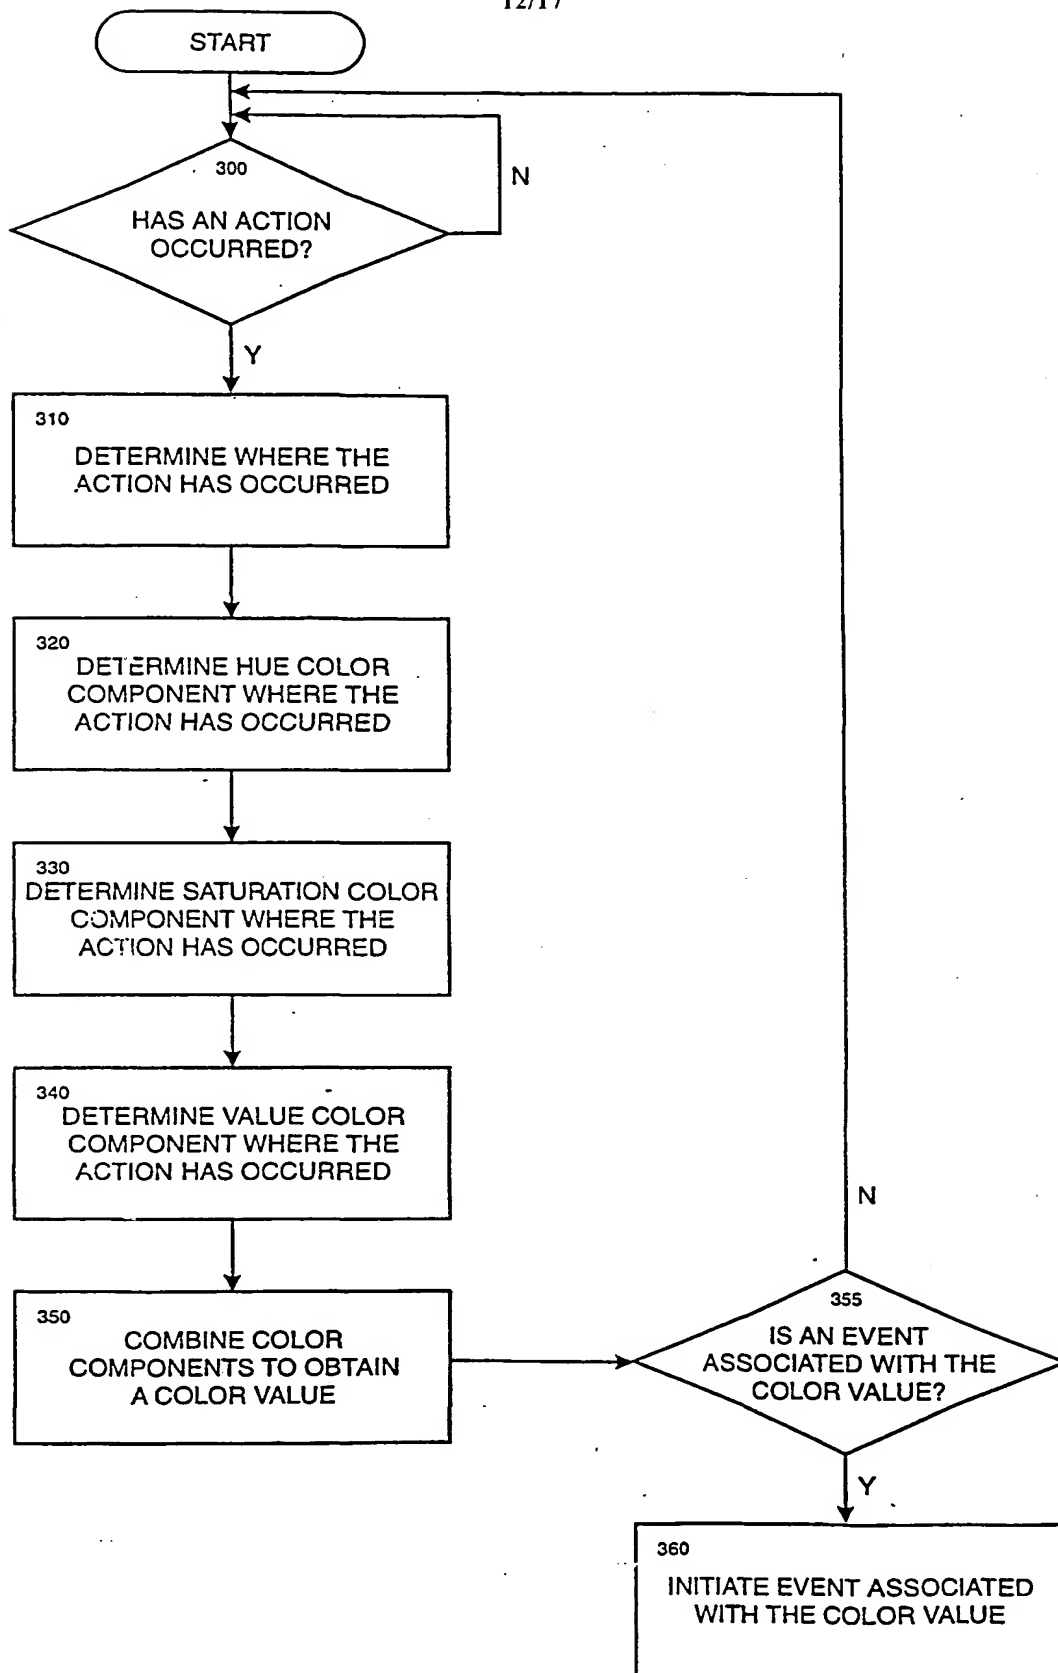 12/17
START
300
HAS AN ACTION
OCCURRED?
N
Y
310
DETERMINE WHERE THE
ACTION HAS OCCURRED
320
DETERMINE HUE COLOR
COMPONENT WHERE THE
ACTION HAS OCCURRED
330
DETERMINE SATURATION COLOR
COMPONENT WHERE THE
ACTION HAS OCCURRED
340
DETERMINE VALUE COLOR
COMPONENT WHERE THE
ACTION HAS OCCURRED
350
COMBINE COLOR
COMPONENTS TO OBTAIN
A COLOR VALUE
N
355
IS AN EVENT
ASSOCIATED WITH THE
COLOR VALUE?
Y
360
INITIATE EVENT ASSOCIATED
WITH THE COLOR VALUE